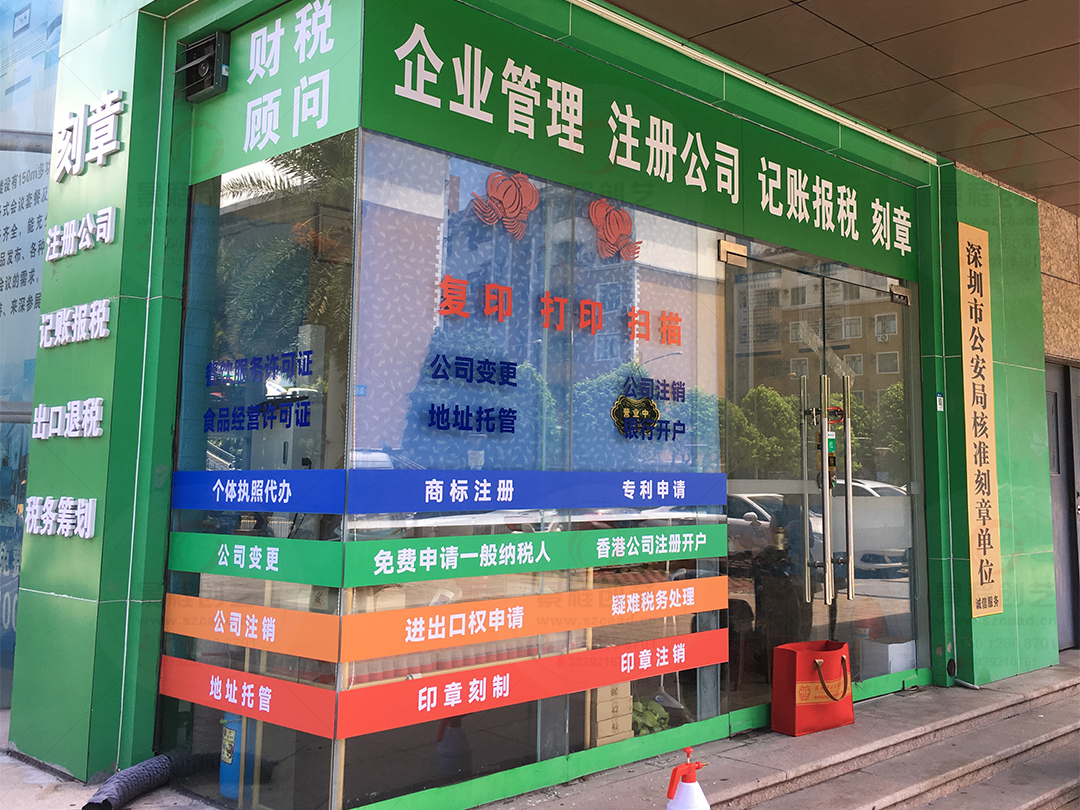 财税
顾问
企业管理 注册公司 记账报税 刻章
刻章
注册公司
记账报税
出口退税
税务筹划
复印 打印 扫描
餐饮服务许可证
食品经营许可证
公司变更
地址托管
公司注销
银行开户
营业中
个体执照代办 商标注册 专利申请
公司变更 免费申请一般纳税人 香港公司注册开户
公司注销 进出口权申请 疑难税务处理
地址托管 印章刻制 印章注销
深圳市公安局核准刻章单位
诚信服务